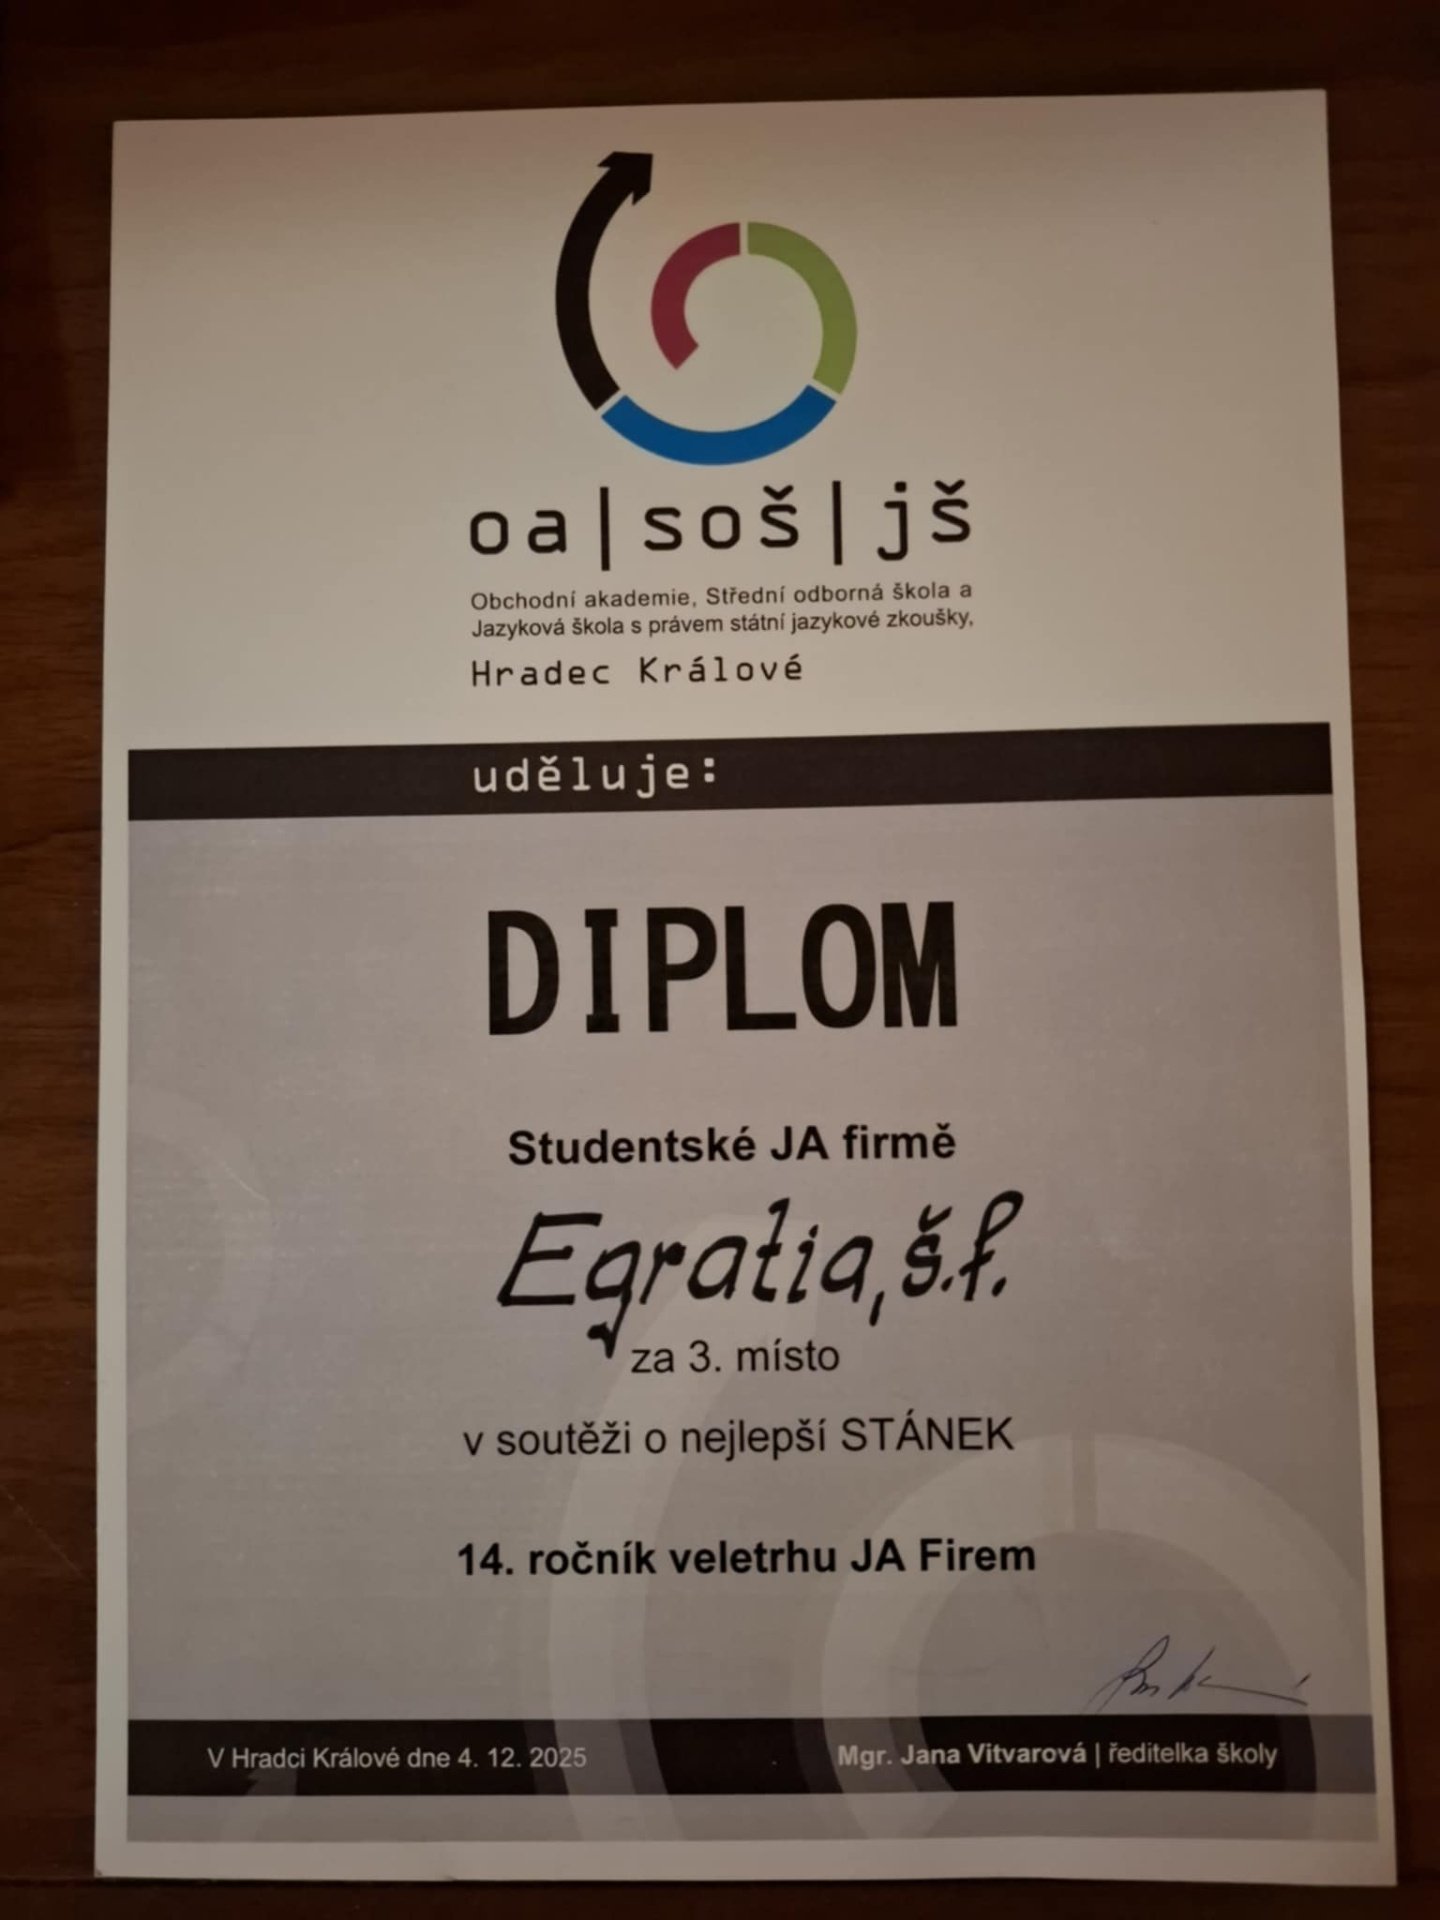 oa|soš|jš
Obchodní akademie, Střední odborná škola a
Jazyková škola s právem státní jazykové zkoušky,
Hradec Králové
uděluje:
DIPLOM
Studentské JA firmě
Egratia, š.f.
za 3. místo
v soutěži o nejlepší STÁNEK
14. ročník veletrhu JA Firem
V Hradci Králové dne 4. 12. 2025
Mgr. Jana Vitvarová | ředitelka školy